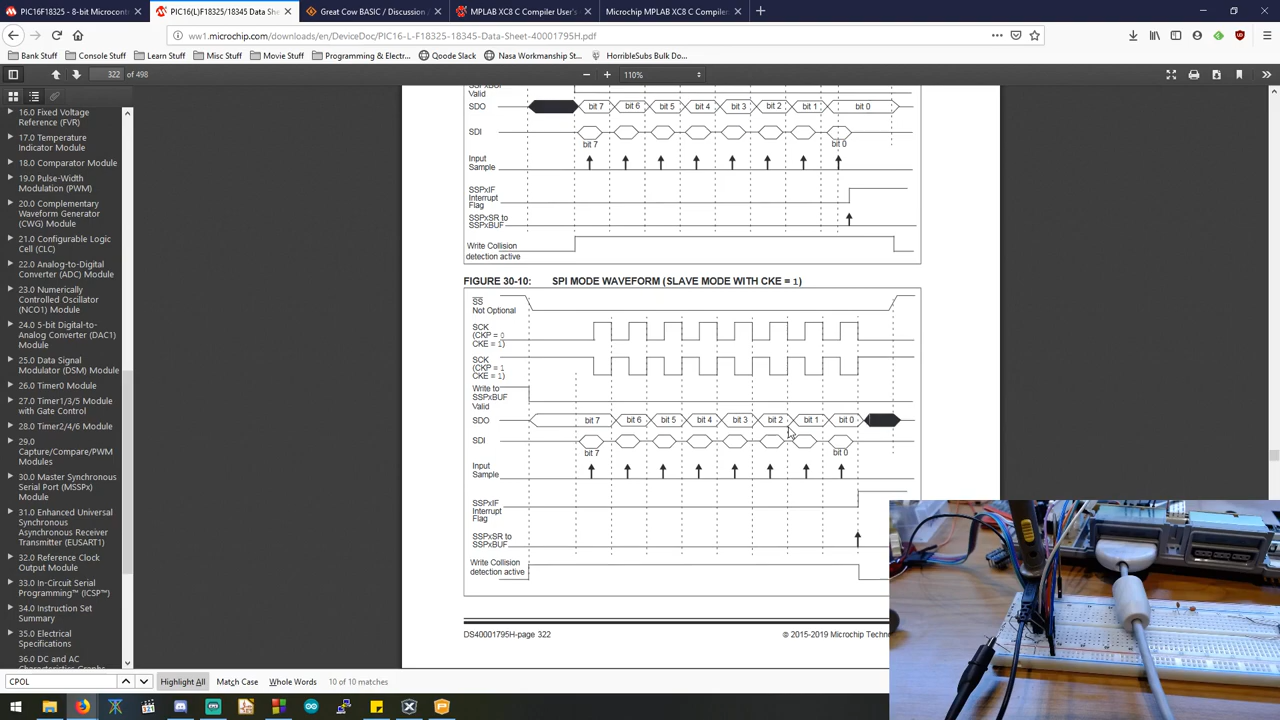 PIC16F18325 - 8-bit Microcont
PIC16(L)F18325/18345 Data She
Great Cow BASIC / Discussion /
MPLAB XC8 C Compiler User's
Microchip MPLAB XC8 C Compiler
ww1.microchip.com/downloads/en/DeviceDoc/PIC16-L-F18325-18345-Data-Sheet-40001795H.pdf
Bank Stuff
Console Stuff
Learn Stuff
Misc Stuff
Movie Stuff
Programming & Electr...
Qode Slack
Nasa Workmanship St...
HorribleSubs Bulk Do...
322 of 498
110%
16.0 Fixed Voltage
Reference (FVR)
17.0 Temperature
Indicator Module
18.0 Comparator Module
19.0 Pulse-Width
Modulation (PWM)
20.0 Complementary
Waveform Generator
(CWG) Module
21.0 Configurable Logic
Cell (CLC)
22.0 Analog-to-Digital
Converter (ADC) Module
23.0 Numerically
Controlled Oscillator
(NCO1) Module
24.0 5-bit Digital-to-
Analog Converter (DAC1)
Module
25.0 Data Signal
Modulator (DSM) Module
26.0 Timer0 Module
27.0 Timer1/3/5 Module
with Gate Control
28.0 Timer2/4/6 Module
29.0
Capture/Compare/PWM
Modules
30.0 Master Synchronous
Serial Port (MSSPx)
Module
31.0 Enhanced Universal
Synchronous
Asynchronous Receiver
Transmitter (EUSART1)
32.0 Reference Clock
Output Module
33.0 In-Circuit Serial
Programming™ (ICSP™)
34.0 Instruction Set
Summary
35.0 Electrical
Specifications
36.0 DC and AC
Characteristics Graphs
Valid
SDO bit 7 bit 6 bit 5 bit 4 bit 3 bit 2 bit 1 bit 0
SDI
bit 7 bit 0
Input
Sample
SSPxIF
Interrupt
Flag
SSPxSR to
SSPxBUF
Write Collision
detection active
FIGURE 30-10: SPI MODE WAVEFORM (SLAVE MODE WITH CKE = 1)
SS
Not Optional
SCK
(CKP = 0
CKE = 1)
SCK
(CKP = 1
CKE = 1)
Write to
SSPxBUF
Valid
SDO bit 7 bit 6 bit 5 bit 4 bit 3 bit 2 bit 1 bit 0
SDI
bit 7 bit 0
Input
Sample
SSPxIF
Interrupt
Flag
SSPxSR to
SSPxBUF
Write Collision
detection active
DS40001795H-page 322
© 2015-2019 Microchip Techno
CPOL
Highlight All
Match Case
Whole Words
10 of 10 matches